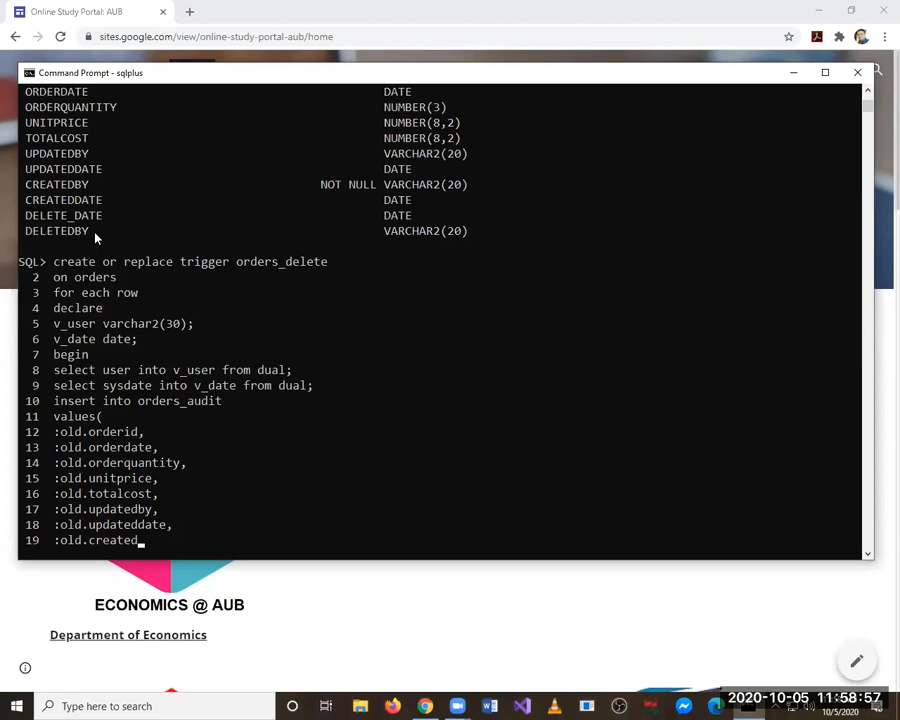 Online Study Portal: AUB
sites.google.com/view/online-study-portal-aub/home
Command Prompt - sqlplus
ORDERDATE DATE
ORDERQUANTITY NUMBER(3)
UNITPRICE NUMBER(8,2)
TOTALCOST NUMBER(8,2)
UPDATEDBY VARCHAR2(20)
UPDATEDDATE DATE
CREATEDBY NOT NULL VARCHAR2(20)
CREATEDDATE DATE
DELETE_DATE DATE
DELETEDBY VARCHAR2(20)
SQL> create or replace trigger orders_delete
2 on orders
3 for each row
4 declare
5 v_user varchar2(30);
6 v_date date;
7 begin
8 select user into v_user from dual;
9 select sysdate into v_date from dual;
10 insert into orders_audit
11 values(
12 :old.orderid,
13 :old.orderdate,
14 :old.orderquantity,
15 :old.unitprice,
16 :old.totalcost,
17 :old.updatedby,
18 :old.updateddate,
19 :old.created
ECONOMICS @ AUB
Department of Economics
Type here to search
2020-10-05 11:58:57
10/5/2020